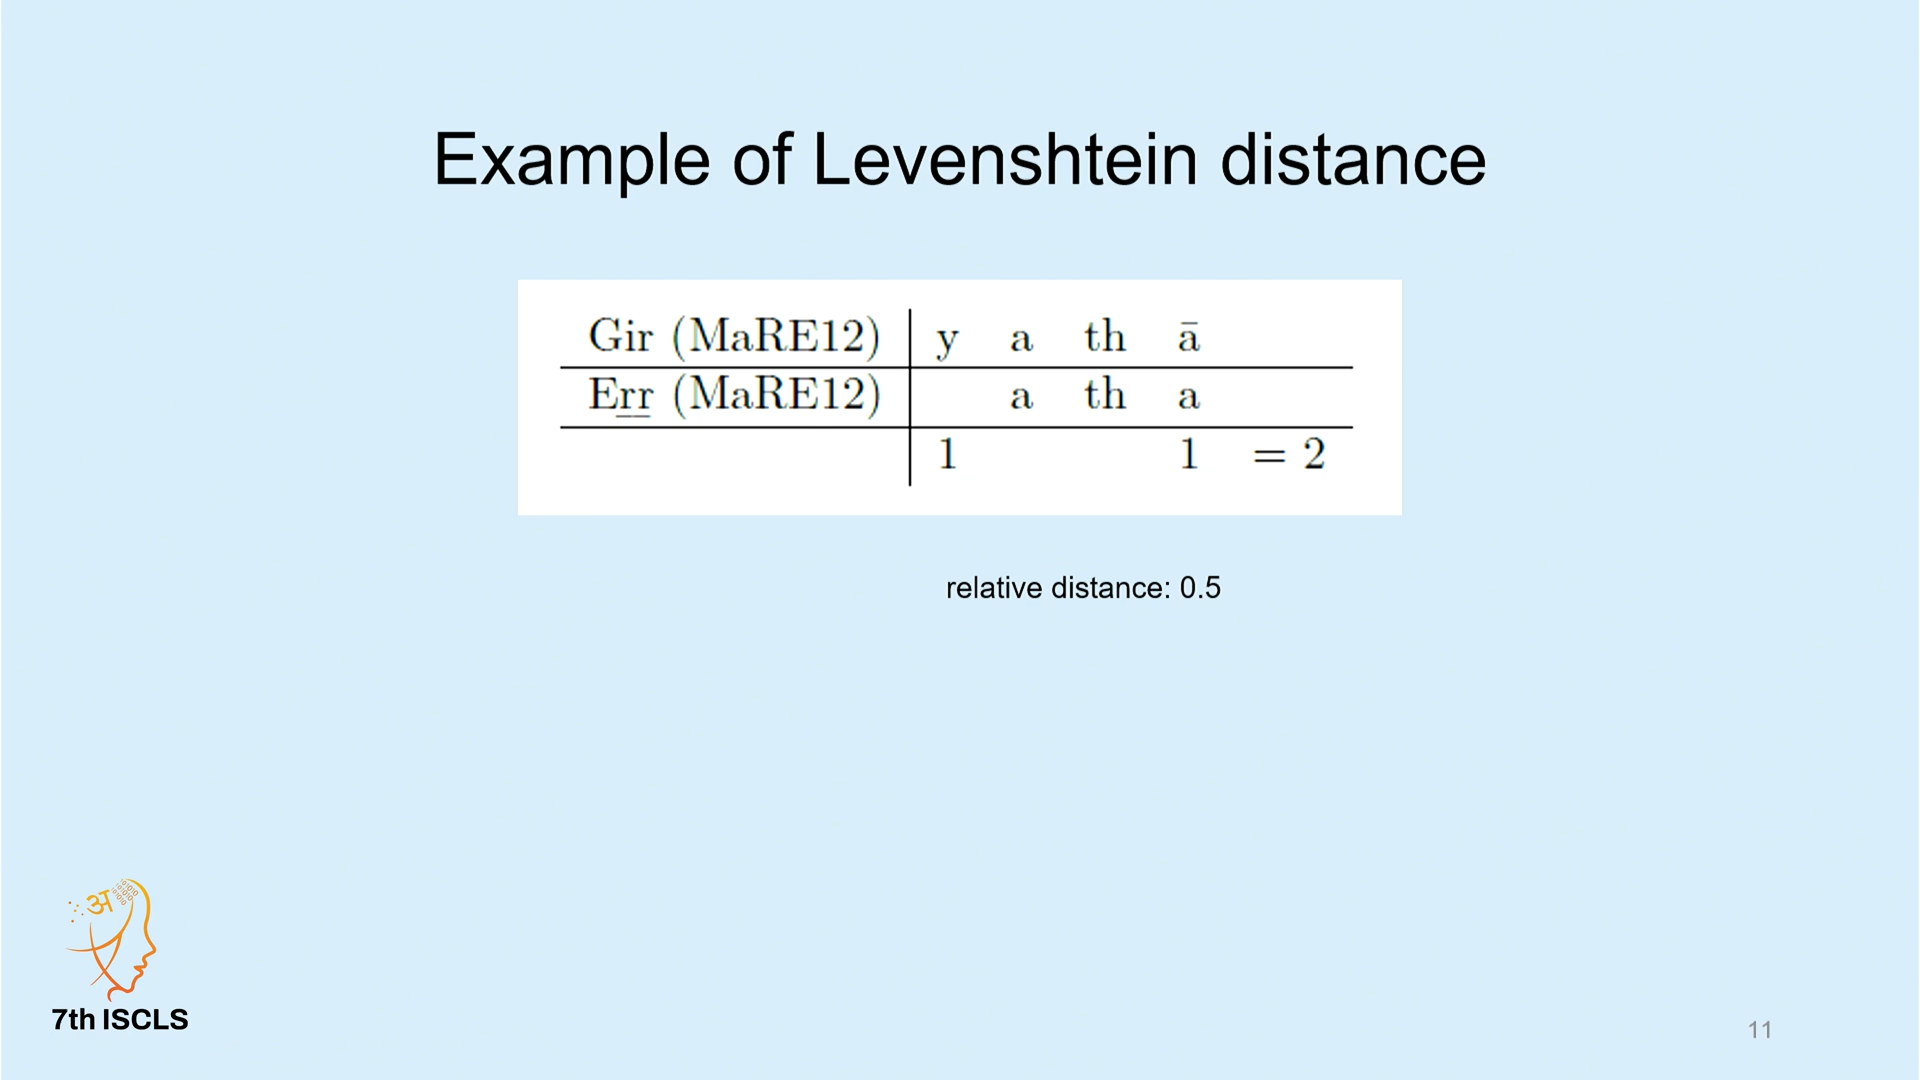 Example of Levenshtein distance
Gir (MaRE12) y a th ā
Er̲r̲ (MaRE12) a th a
1 1 = 2
relative distance: 0.5
अ
7th ISCLS
11